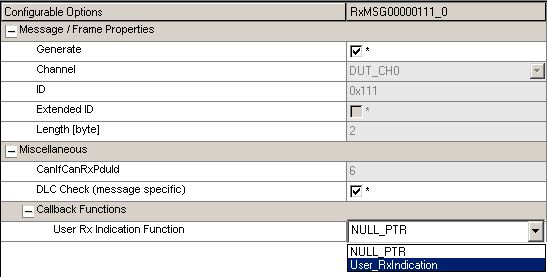 Configurable Options RxMSG00000111_0
Message / Frame Properties
Generate *
Channel DUT_CH0
ID 0x111
Extended ID *
Length [byte] 2
Miscellaneous
CanIfCanRxPduId 6
DLC Check (message specific) *
Callback Functions
User Rx Indication Function NULL_PTR
NULL_PTR
User_RxIndication